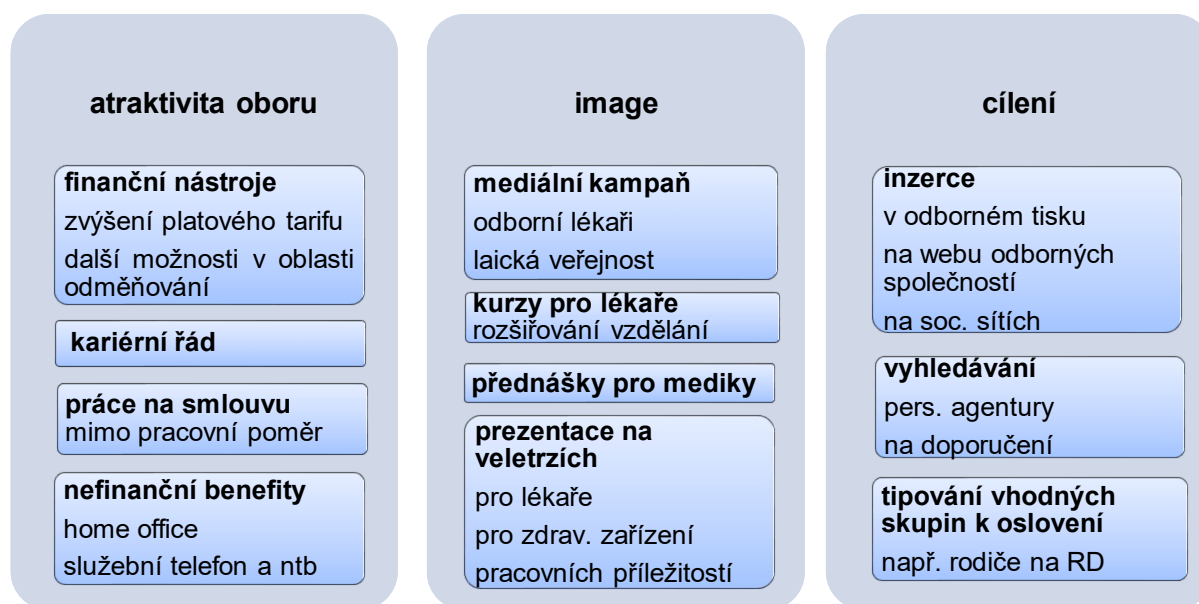 atraktivita oboru
finanční nástroje
zvýšení platového tarifu
další možnosti v oblasti
odměňování
kariérní řád
práce na smlouvu
mimo pracovní poměr
nefinanční benefity
home office
služební telefon a ntb
image
mediální kampaň
odborní lékaři
laická veřejnost
kurzy pro lékaře
rozšiřování vzdělání
přednášky pro mediky
prezentace na
veletrzích
pro lékaře
pro zdrav. zařízení
pracovních příležitostí
cílení
inzerce
v odborném tisku
na webu odborných
společností
na soc. sítích
vyhledávání
pers. agentury
na doporučení
tipování vhodných
skupin k oslovení
např. rodiče na RD